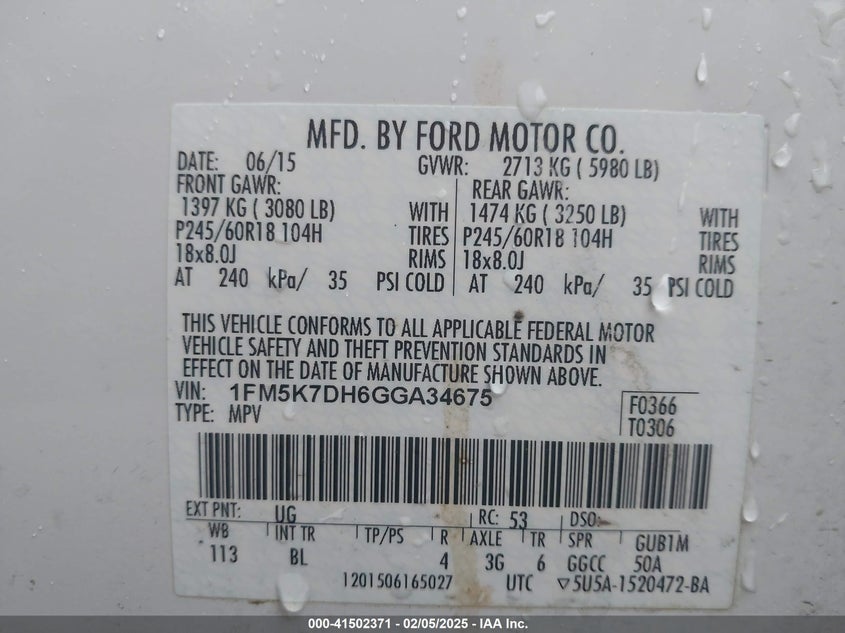 MFD. BY FORD MOTOR CO.
DATE: 06/15 GVWR: 2713 KG ( 5980 LB)
FRONT GAWR: REAR GAWR:
1397 KG ( 3080 LB) WITH 1474 KG ( 3250 LB) WITH
P245/60R18 104H TIRES P245/60R18 104H TIRES
18x8.0J RIMS 18x8.0J RIMS
AT 240 kPa/ 35 PSI COLD AT 240 kPa/ 35 PSI COLD
THIS VEHICLE CONFORMS TO ALL APPLICABLE FEDERAL MOTOR
VEHICLE SAFETY AND THEFT PREVENTION STANDARDS IN
EFFECT ON THE DATE OF MANUFACTURE SHOWN ABOVE.
VIN: 1FM5K7DH6GGA34675 F0366
TYPE: MPV T0306
EXT PNT: UG RC: 53 DSO:
WB INT TR TP/PS R AXLE TR SPR GUB1M
113 BL 4 3G 6 GGCC 50A
1201506165027 UTC ▽5U5A-1520472-BA
000-41502371 - 02/05/2025 - IAA Inc.